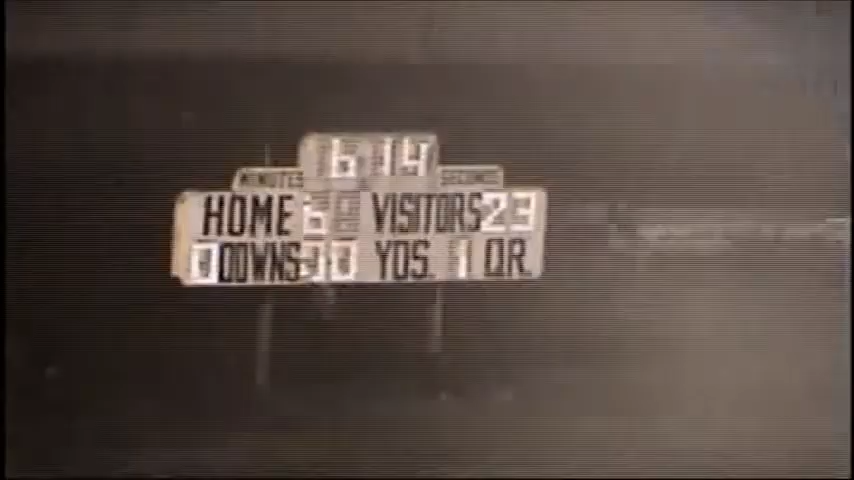 6 14
MINUTES SECONDS
HOME 6 VISITORS 23
DOWNS YDS. 1 QR.